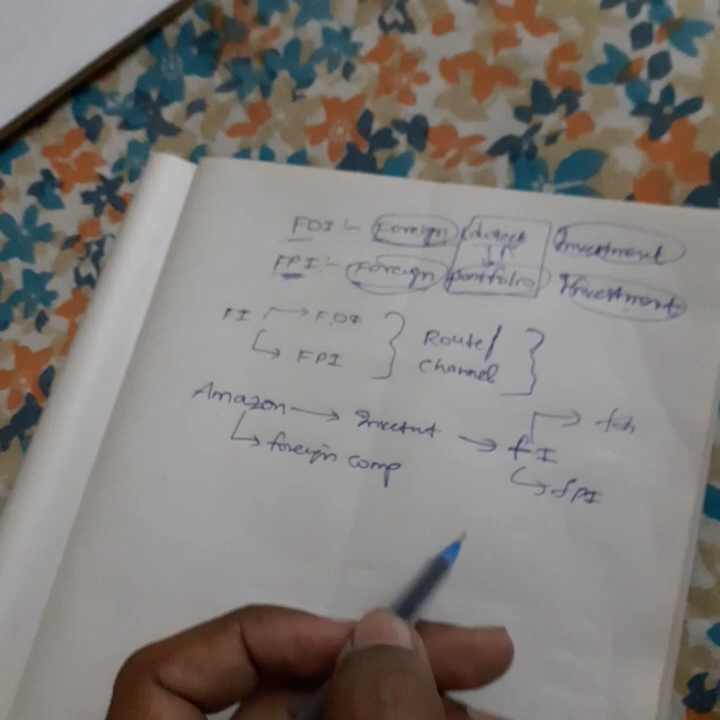 FDI :- Foreign direct Investment
FPI :- Foreign portfolio Investment
FI → FDI } Route/ }
↳ FPI } channel }
Amazon → Invest → FI →
↳ foreign comp ↳ FPI